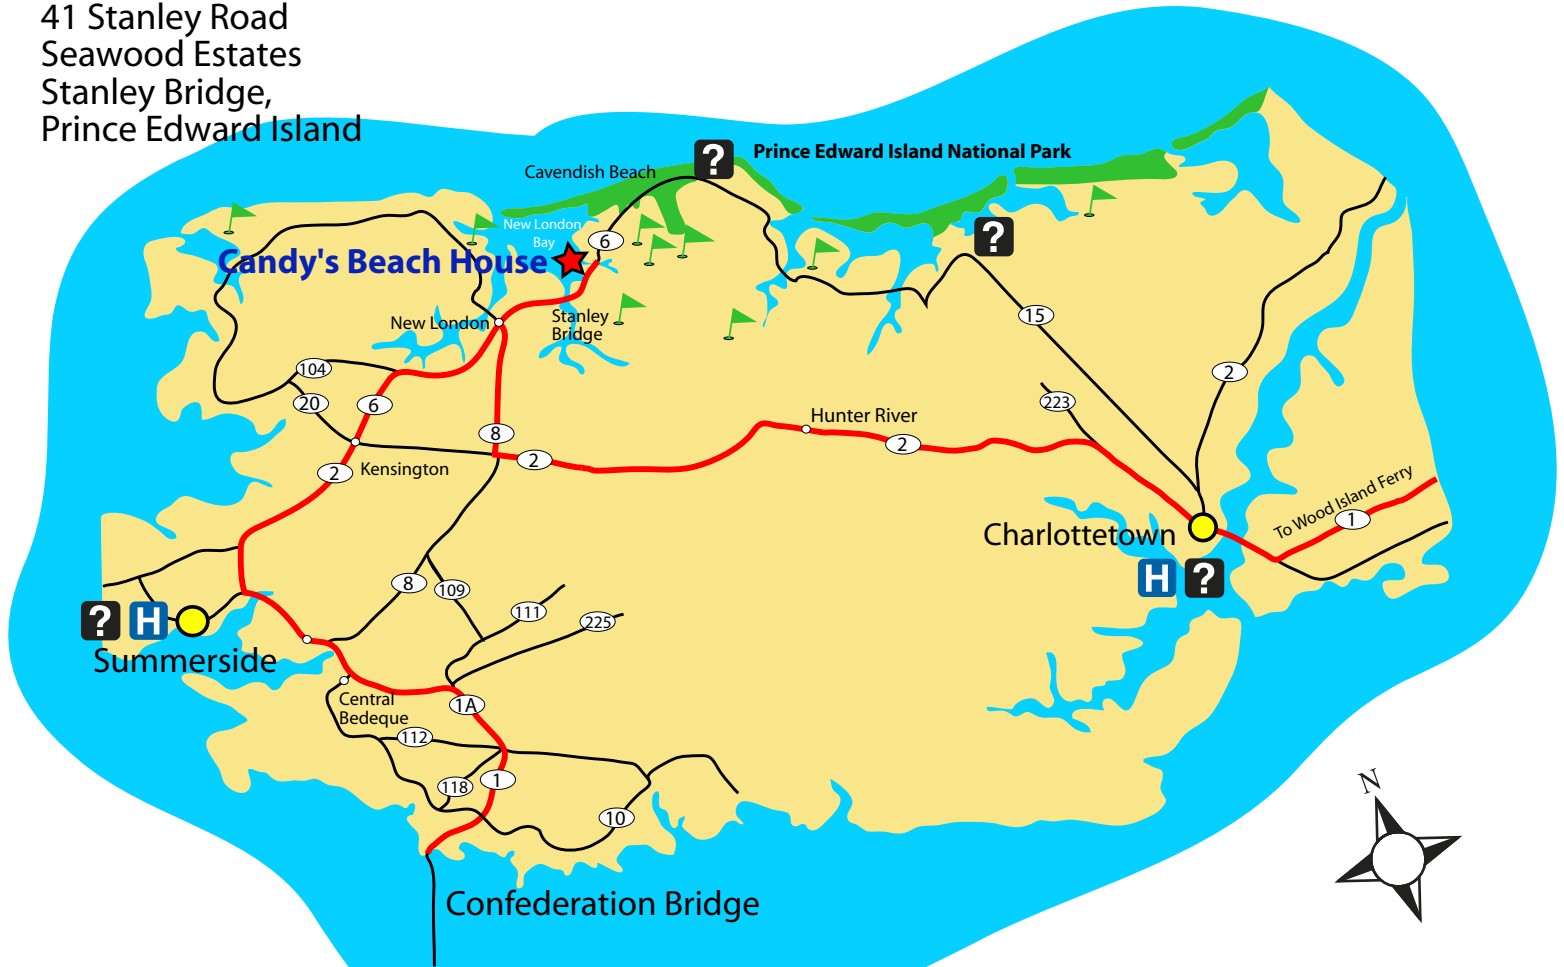 41 Stanley Road
Seawood Estates
Stanley Bridge,
Prince Edward Island
Cavendish Beach
?
Prince Edward Island National Park
New London
Bay
6
?
Candy's Beach House
New London
Stanley
Bridge
15
2
104
20
6
223
Hunter River
8
2
2
2
Kensington
To Wood Island Ferry
1
Charlottetown
H
?
8
109
111
225
?
H
Summerside
Central
Bedeque
1A
112
118
1
10
N
Confederation Bridge